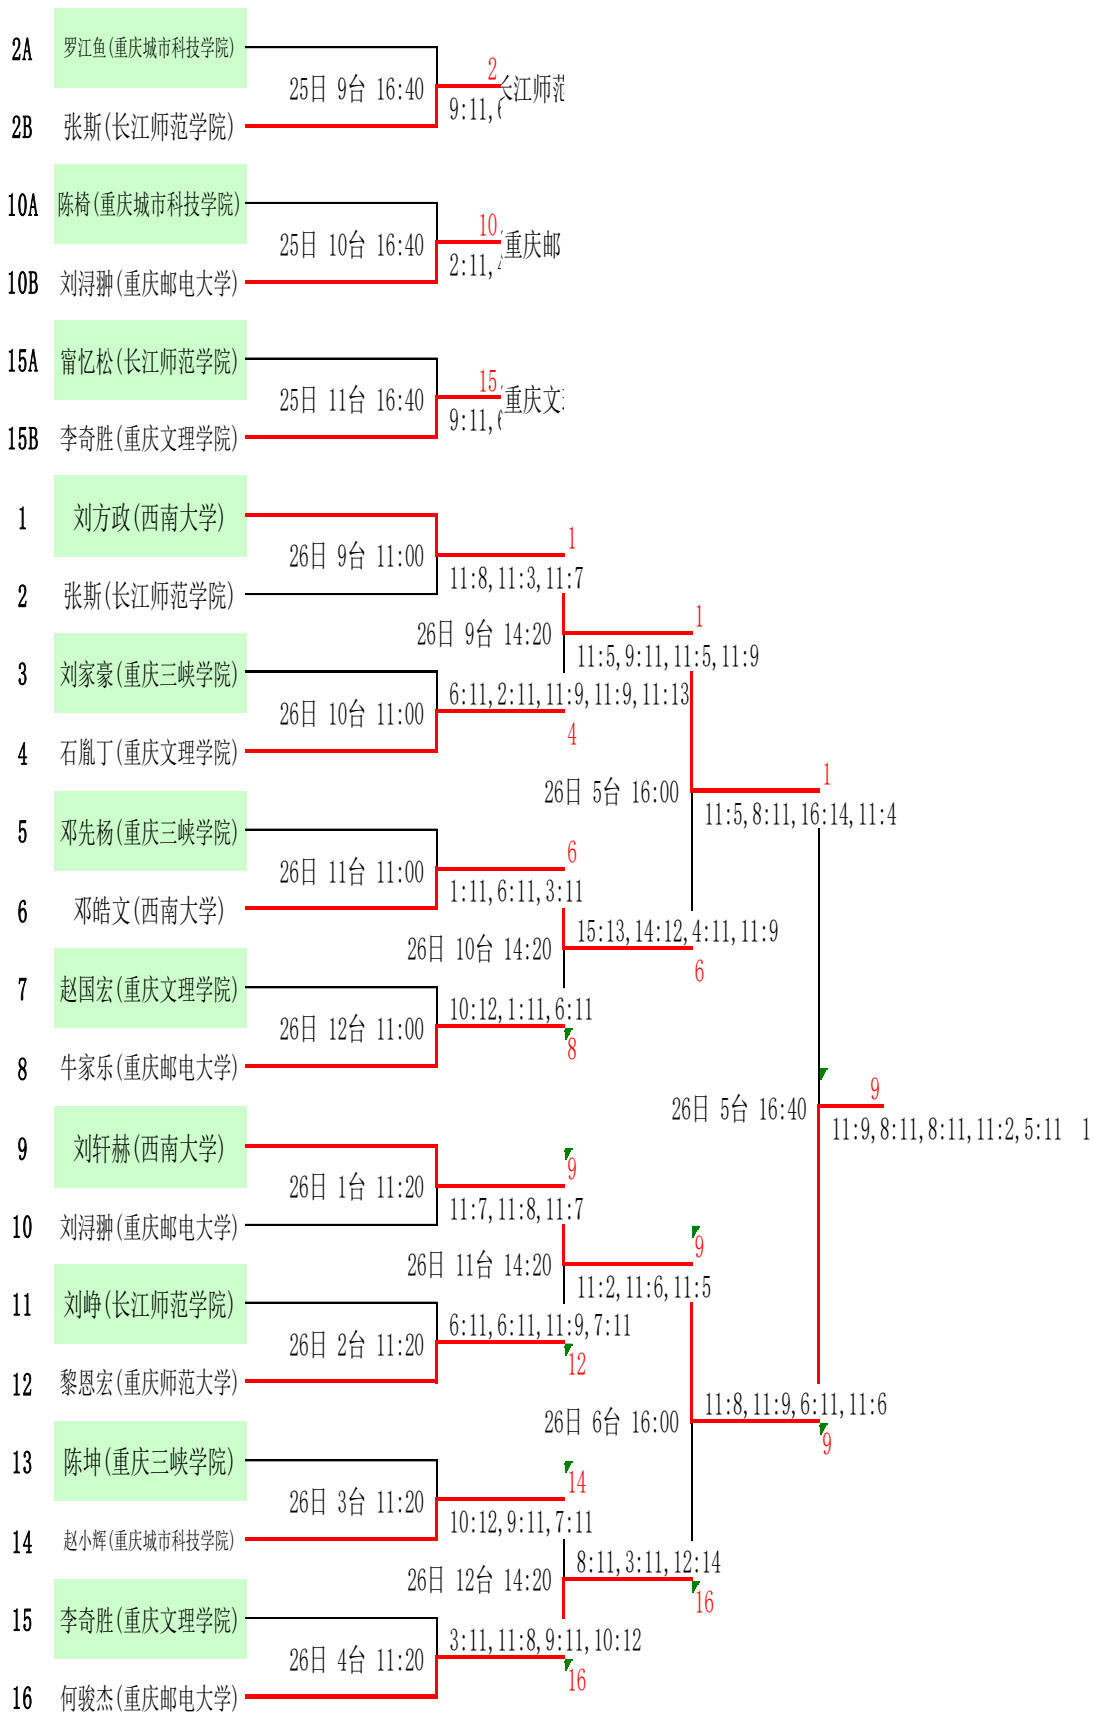 2A 罗江鱼(重庆城市科技学院)
2
25日 9台 16:40
长江师范
9:11,6
2B 张斯(长江师范学院)
10A 陈椅(重庆城市科技学院)
10
25日 10台 16:40
重庆邮
2:11,4
10B 刘浔翀(重庆邮电大学)
15A 甯忆松(长江师范学院)
15
25日 11台 16:40
重庆文
9:11,6
15B 李奇胜(重庆文理学院)
1 刘方政(西南大学)
1
26日 9台 11:00
11:8,11:3,11:7
2 张斯(长江师范学院)
1
26日 9台 14:20
11:5,9:11,11:5,11:9
3 刘家豪(重庆三峡学院)
6:11,2:11,11:9,11:9,11:13
26日 10台 11:00
4
4 石胤丁(重庆文理学院)
1
26日 5台 16:00
11:5,8:11,16:14,11:4
5 邓先杨(重庆三峡学院)
6
26日 11台 11:00
1:11,6:11,3:11
6 邓皓文(西南大学)
15:13,14:12,4:11,11:9
26日 10台 14:20
6
7 赵国宏(重庆文理学院)
10:12,1:11,6:11
26日 12台 11:00
8
8 牛家乐(重庆邮电大学)
9
26日 5台 16:40
11:9,8:11,8:11,11:2,5:11 1
9 刘轩赫(西南大学)
9
26日 1台 11:20
11:7,11:8,11:7
10 刘浔翀(重庆邮电大学)
9
26日 11台 14:20
11:2,11:6,11:5
11 刘峥(长江师范学院)
6:11,6:11,11:9,7:11
26日 2台 11:20
12
12 黎恩宏(重庆师范大学)
11:8,11:9,6:11,11:6
26日 6台 16:00
9
13 陈坤(重庆三峡学院)
14
26日 3台 11:20
10:12,9:11,7:11
14 赵小辉(重庆城市科技学院)
8:11,3:11,12:14
26日 12台 14:20
16
15 李奇胜(重庆文理学院)
3:11,11:8,9:11,10:12
26日 4台 11:20
16
16 何骏杰(重庆邮电大学)